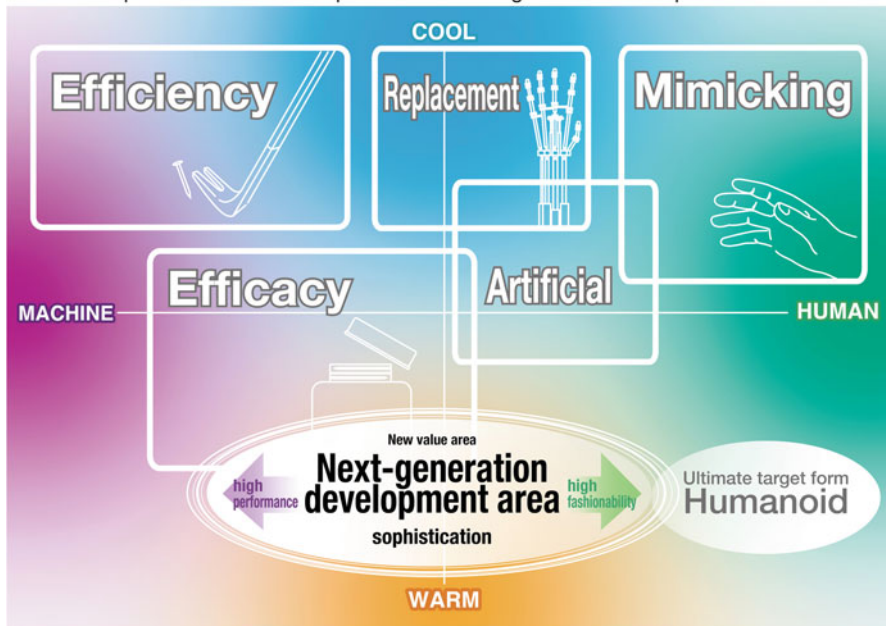 COOL
Efficiency
Replacement
Mimicking
Efficacy
Artificial
MACHINE
HUMAN
New value area
Next-generation
development area
high
performance
high
fashionability
sophistication
Ultimate target form
Humanoid
WARM